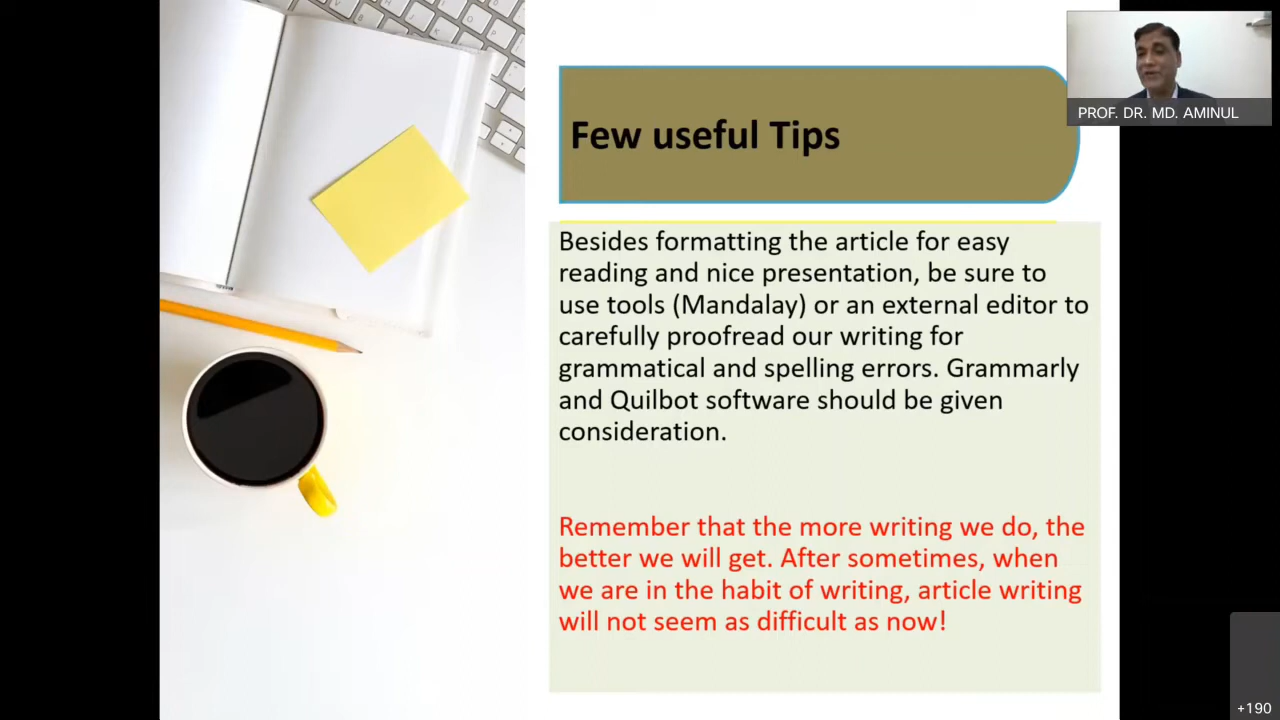 Few useful Tips
PROF. DR. MD. AMINUL
Besides formatting the article for easy
reading and nice presentation, be sure to
use tools (Mandalay) or an external editor to
carefully proofread our writing for
grammatical and spelling errors. Grammarly
and Quilbot software should be given
consideration.
Remember that the more writing we do, the
better we will get. After sometimes, when
we are in the habit of writing, article writing
will not seem as difficult as now!
+190